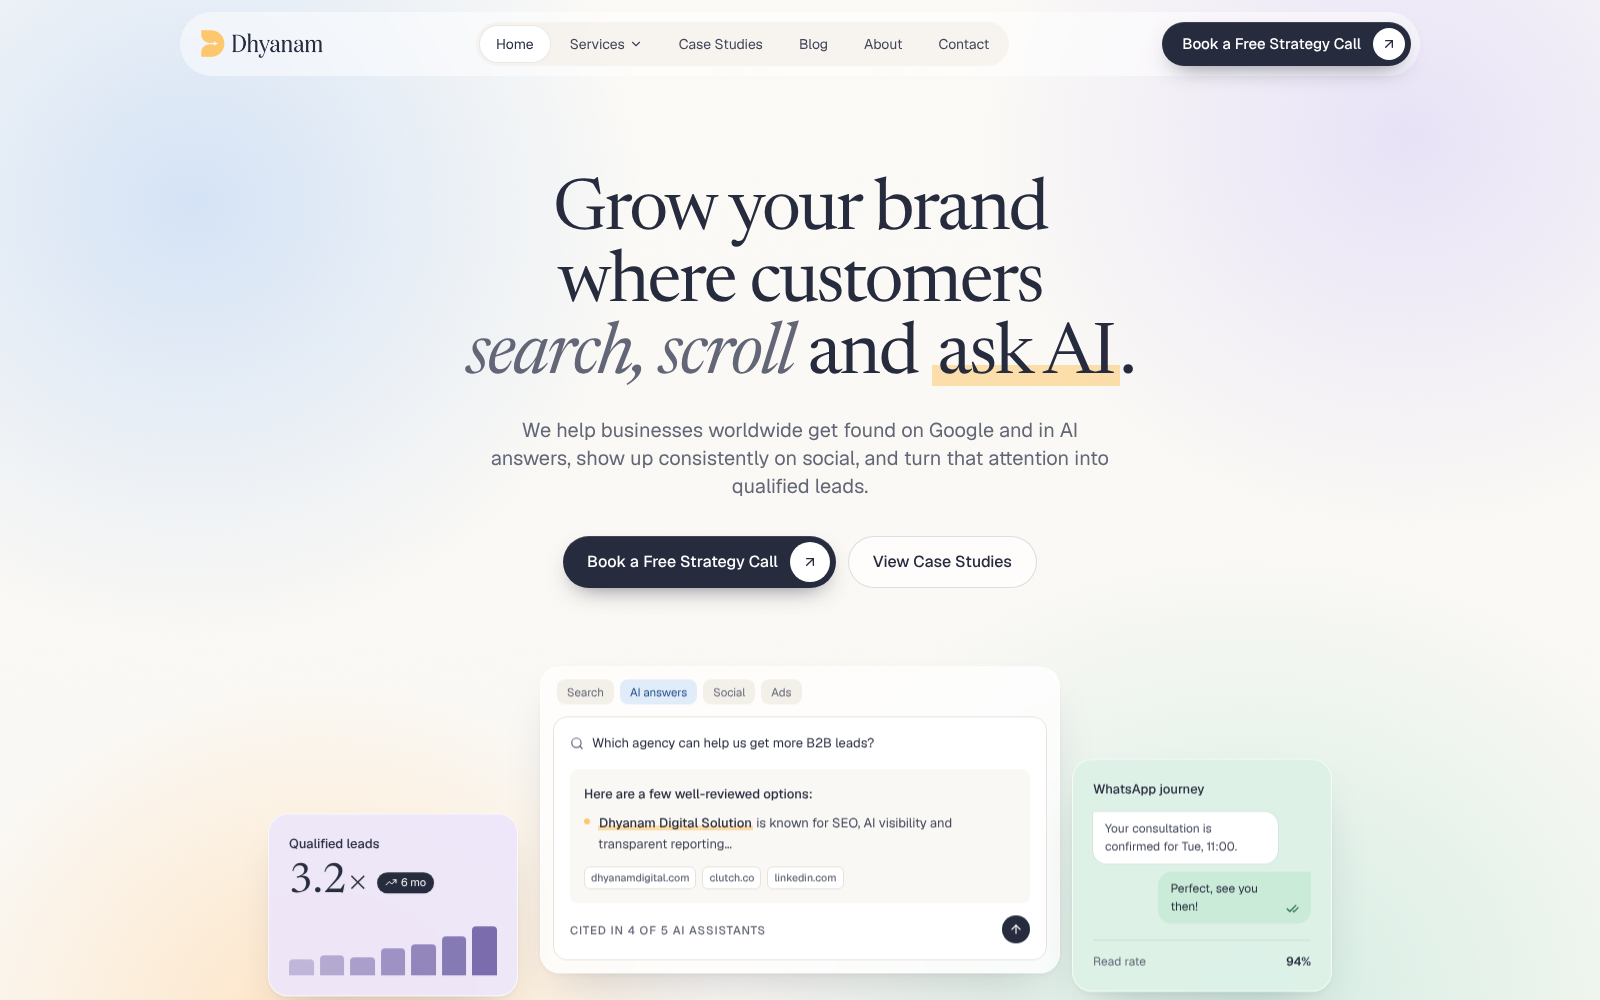 Dhyanam
Home
Services
Case Studies
Blog
About
Contact
Book a Free Strategy Call
Grow your brand
where customers
search, scroll and ask AI.
We help businesses worldwide get found on Google and in AI
answers, show up consistently on social, and turn that attention into
qualified leads.
Book a Free Strategy Call
View Case Studies
Search
AI answers
Social
Ads
Which agency can help us get more B2B leads?
Here are a few well-reviewed options:
Dhyanam Digital Solution is known for SEO, AI visibility and
transparent reporting...
dhyanamdigital.com
clutch.co
linkedin.com
CITED IN 4 OF 5 AI ASSISTANTS
Qualified leads
3.2×
6 mo
WhatsApp journey
Your consultation is
confirmed for Tue, 11:00.
Perfect, see you
then!
Read rate
94%